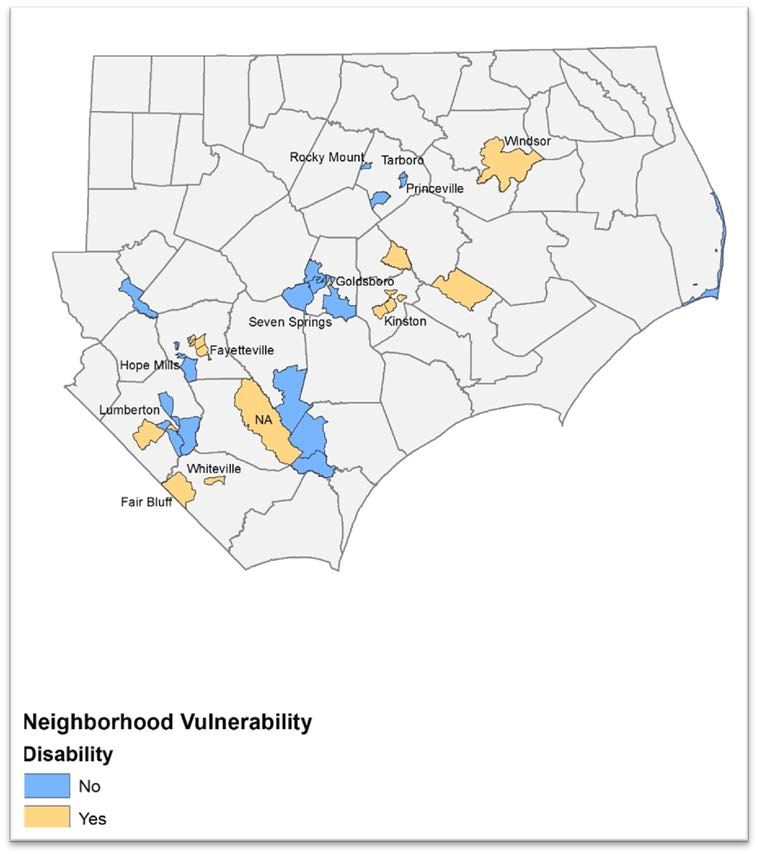 Windsor
Rocky Mount
Tarboro
Princeville
Goldsboro
Seven Springs
Kinston
Fayetteville
Hope Mills
Lumberton
NA
Whiteville
Fair Bluff
Neighborhood Vulnerability
Disability
No
Yes